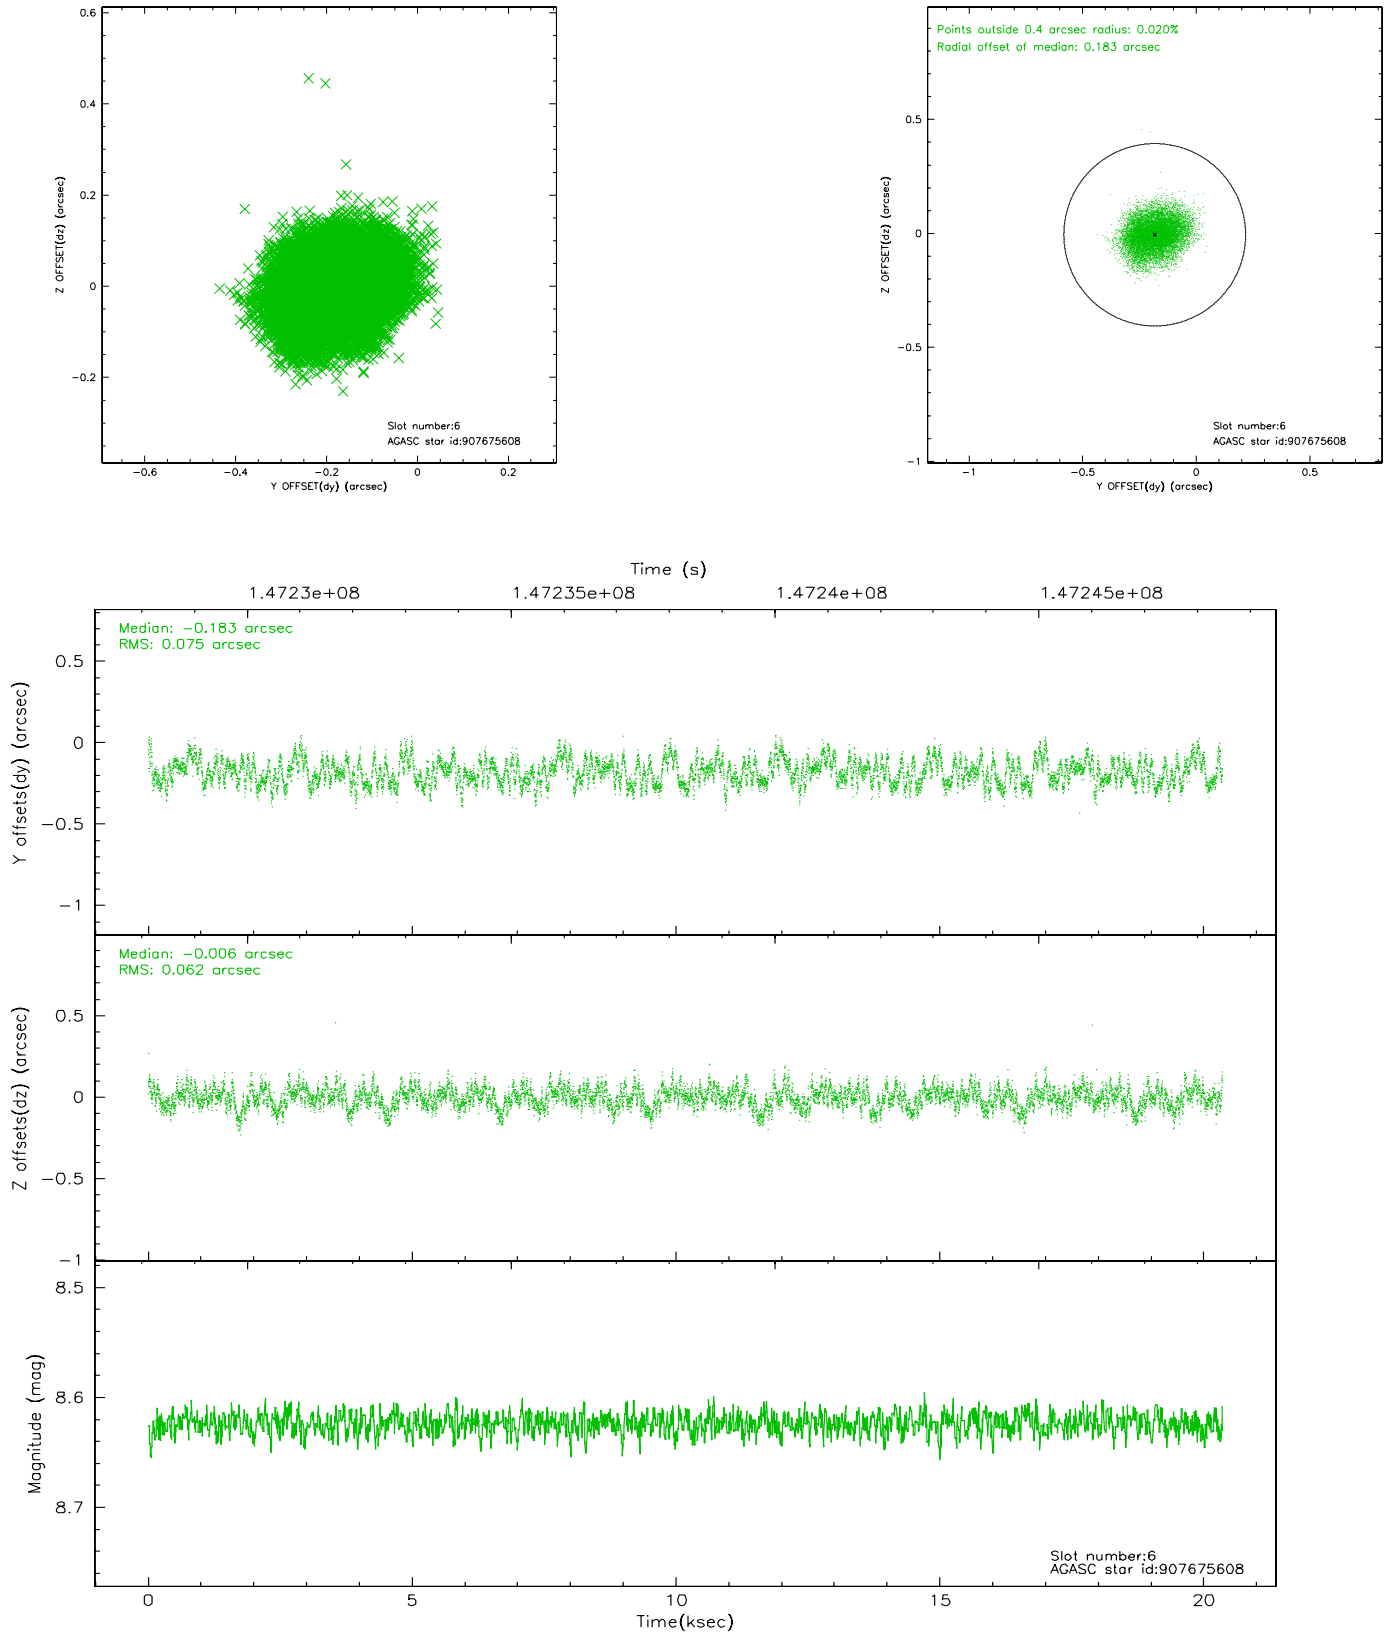 0.6
0.4
0.2
0
−0.2
Z OFFSET(dz) (arcsec)
Slot number:6
AGASC star id:907675608
−0.6 −0.4 −0.2 0 0.2
Y OFFSET(dy) (arcsec)
Points outside 0.4 arcsec radius: 0.020%
Radial offset of median: 0.183 arcsec
0.5
0
−0.5
−1
Z OFFSET(dz) (arcsec)
Slot number:6
AGASC star id:907675608
−1 −0.5 0 0.5
Y OFFSET(dy) (arcsec)
Time (s)
1.4723e+08 1.47235e+08 1.4724e+08 1.47245e+08
Median: −0.183 arcsec
RMS: 0.075 arcsec
0.5
0
−0.5
−1
Y offsets(dy) (arcsec)
Median: −0.006 arcsec
RMS: 0.062 arcsec
0.5
0
−0.5
−1
Z offsets(dz) (arcsec)
8.5
8.6
8.7
Magnitude (mag)
Slot number:6
AGASC star id:907675608
0 5 10 15 20
Time(ksec)